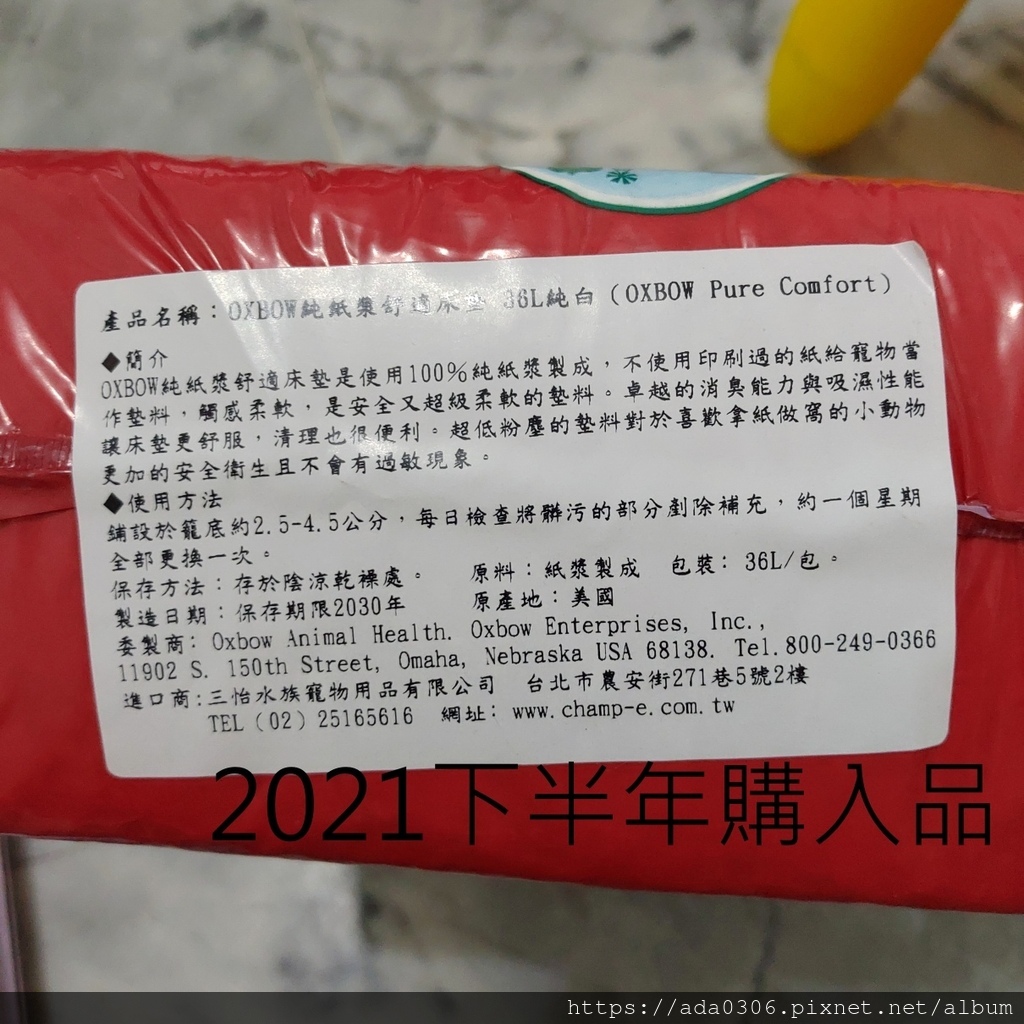 產品名稱：OXBOW純紙漿舒適床墊 36L純白（OXBOW Pure Comfort）
◆簡介
OXBOW純紙漿舒適床墊是使用100%純紙漿製成，不使用印刷過的紙給寵物當
作墊料，觸感柔軟，是安全又超級柔軟的墊料。卓越的消臭能力與吸濕性能
讓床墊更舒服，清理也很便利。超低粉塵的墊料對於喜歡拿紙做窩的小動物
更加的安全衛生且不會有過敏現象。
◆使用方法
鋪設於籠底約2.5-4.5公分，每日檢查將髒污的部分剷除補充，約一個星期
全部更換一次。
保存方法：存於陰涼乾襙處。 原料：紙漿製成 包裝：36L/包。
製造日期：保存期限2030年 原產地：美國
委製商：Oxbow Animal Health. Oxbow Enterprises, Inc.,
11902 S. 150th Street, Omaha, Nebraska USA 68138. Tel.800-249-0366
進口商:三怡水族寵物用品有限公司 台北市農安街271巷5號2樓
TEL（02）25165616 網址：www.champ-e.com.tw
2021下半年購入品
https://ada0306.pixnet.net/album